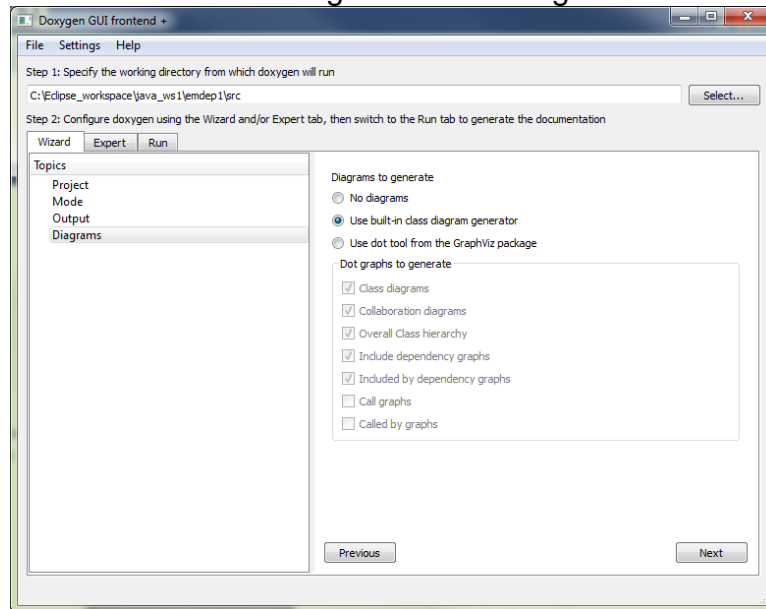 Doxygen GUI frontend +
File Settings Help
Step 1: Specify the working directory from which doxygen will run
C:\Eclipse_workspace\java_ws1\emdep1\src
Select...
Step 2: Configure doxygen using the Wizard and/or Expert tab, then switch to the Run tab to generate the documentation
Wizard Expert Run
Topics
Project
Mode
Output
Diagrams
Diagrams to generate
No diagrams
Use built-in class diagram generator
Use dot tool from the GraphViz package
Dot graphs to generate
Class diagrams
Collaboration diagrams
Overall Class hierarchy
Include dependency graphs
Included by dependency graphs
Call graphs
Called by graphs
Previous
Next